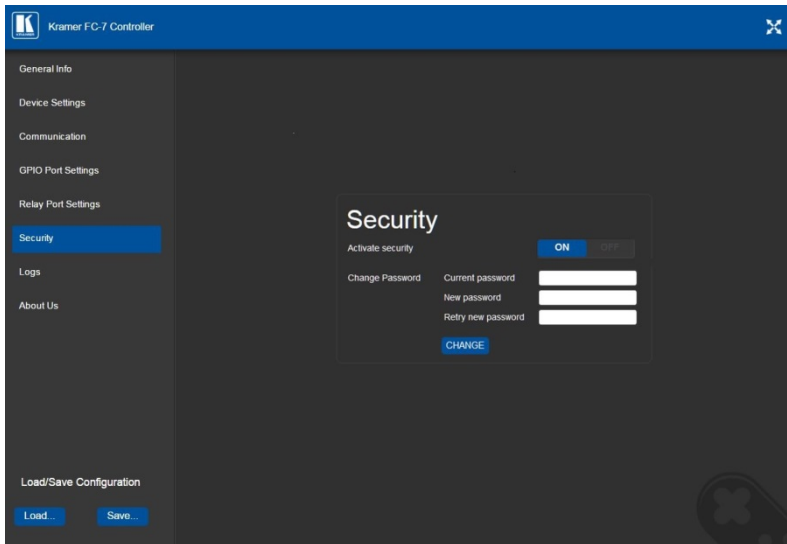 Kramer FC-7 Controller
General Info
Device Settings
Communication
GPIO Port Settings
Relay Port Settings
Security
Logs
About Us
Security
Activate security ON OFF
Change Password Current password
New password
Retry new password
CHANGE
Load/Save Configuration
Load... Save...